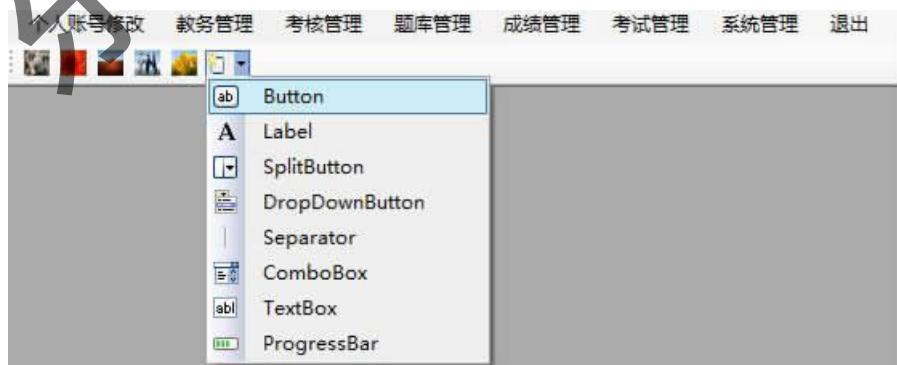 个人账号修改 教务管理 考核管理 题库管理 成绩管理 考试管理 系统管理 退出
ab Button
A Label
SplitButton
DropDownButton
Separator
ComboBox
abl TextBox
ProgressBar